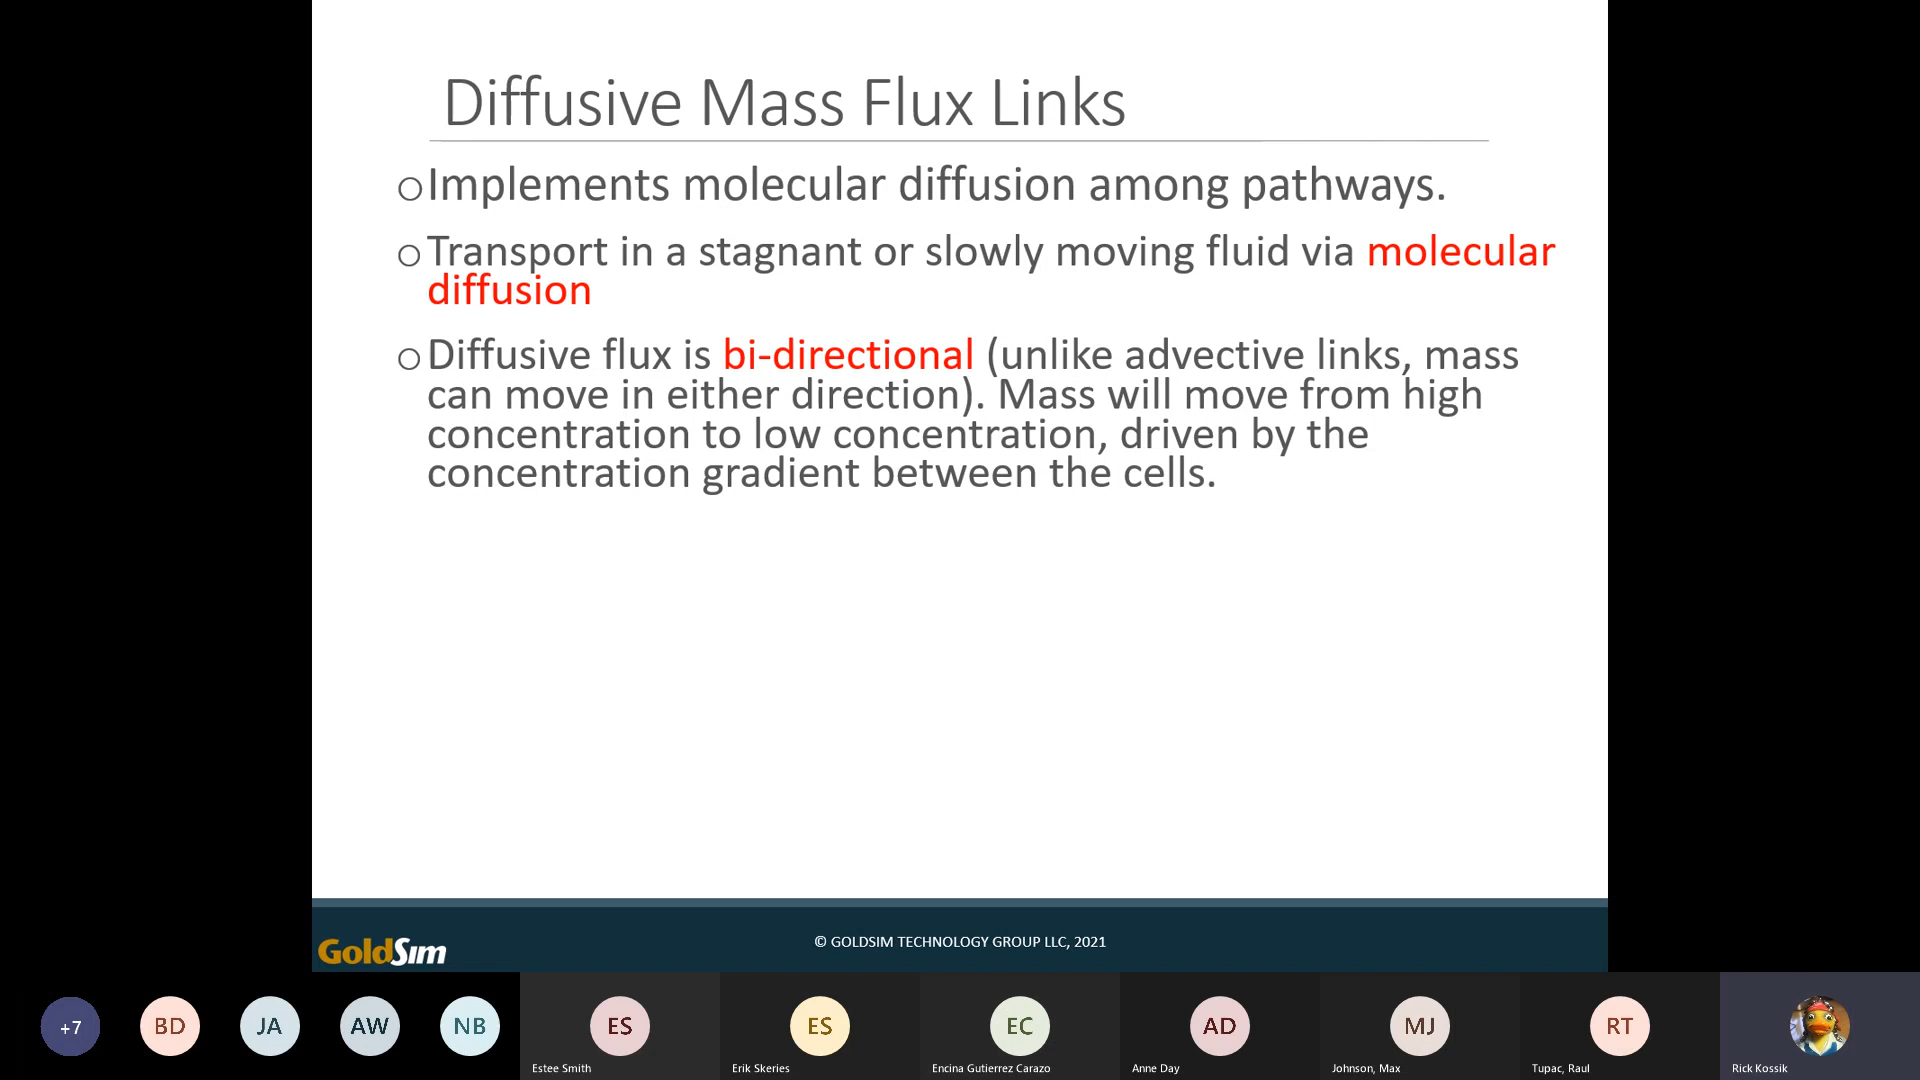 Diffusive Mass Flux Links
oImplements molecular diffusion among pathways.
oTransport in a stagnant or slowly moving fluid via molecular
diffusion
oDiffusive flux is bi-directional (unlike advective links, mass
can move in either direction). Mass will move from high
concentration to low concentration, driven by the
concentration gradient between the cells.
GoldSim
© GOLDSIM TECHNOLOGY GROUP LLC, 2021
+7
BD
JA
AW
NB
ES
Estee Smith
ES
Erik Skeries
EC
Encina Gutierrez Carazo
AD
Anne Day
MJ
Johnson, Max
RT
Tupac, Raul
Rick Kossik